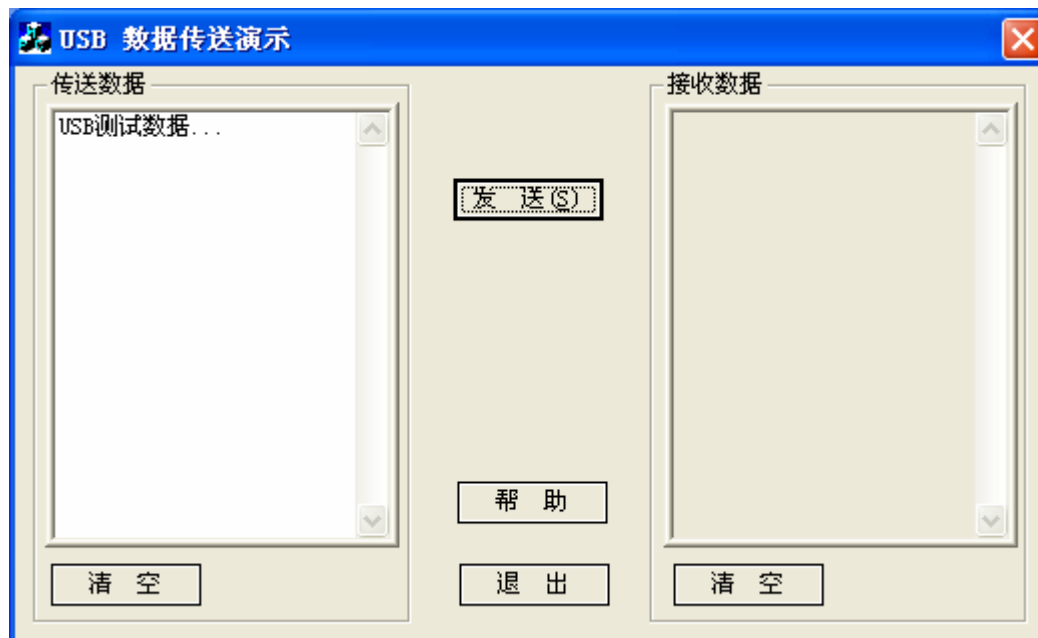 USB 数据传送演示
传送数据
接收数据
USB测试数据...
发 送(S)
帮 助
清 空
退 出
清 空